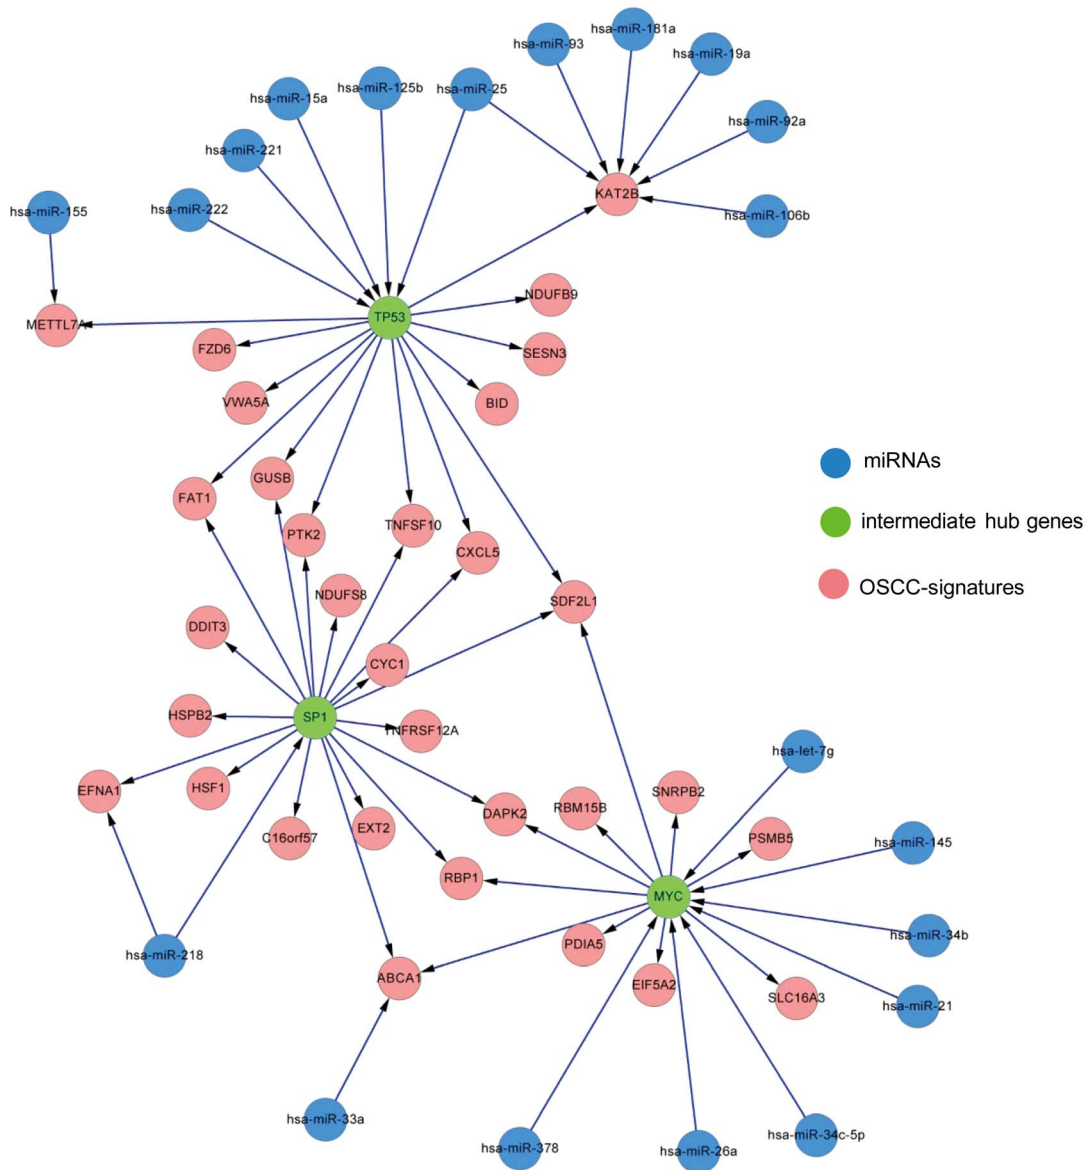 hsa-miR-181a
hsa-miR-93
hsa-miR-19a
hsa-miR-125b
hsa-miR-25
hsa-miR-15a
hsa-miR-92a
hsa-miR-221
KAT2B
hsa-miR-155
hsa-miR-222
hsa-miR-106b
NDUFB9
TP53
METTL7A
FZD6
SESN3
VWA5A
BID
miRNAs
GUSB
FAT1
intermediate hub genes
TNFSF10
PTK2
CXCL5
OSCC-signatures
NDUFS8
SDF2L1
DDIT3
CYC1
HSPB2
SP1
TNFRSF12A
hsa-let-7g
EFNA1
HSF1
SNRPB2
RBM15B
DAPK2
C16orf57
EXT2
PSMB5
hsa-miR-145
RBP1
MYC
hsa-miR-34b
PDIA5
hsa-miR-218
ABCA1
EIF5A2
SLC16A3
hsa-miR-21
hsa-miR-33a
hsa-miR-34c-5p
hsa-miR-378
hsa-miR-26a